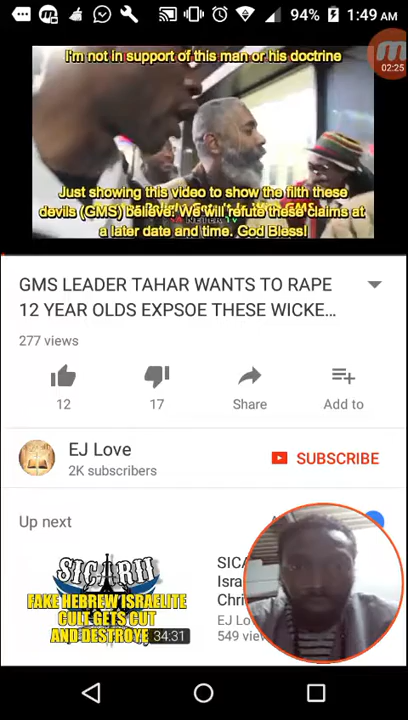 94% 1:49 AM
02:25
I'm not in support of this man or his doctrine
Just showing this video to show the filth these
devils (GMS) believe. We will refute these claims at
a later date and time. God Bless!
GMS LEADER TAHAR WANTS TO RAPE
12 YEAR OLDS EXPSOE THESE WICKE...
277 views
12
17
Share
Add to
EJ Love
2K subscribers
SUBSCRIBE
Up next
SICARII
FAKE HEBREW ISRAELITE
CULT GETS CUT
AND DESTROYE
34:31
SICA
Isra
Chri
EJ Lo
549 view